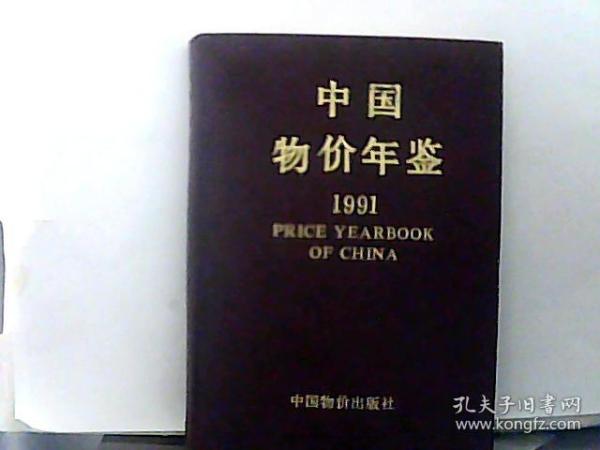 中国
物价年鉴
1991
PRICE YEARBOOK
OF CHINA
中国物价出版社
孔夫子旧書网
www.kongfz.com